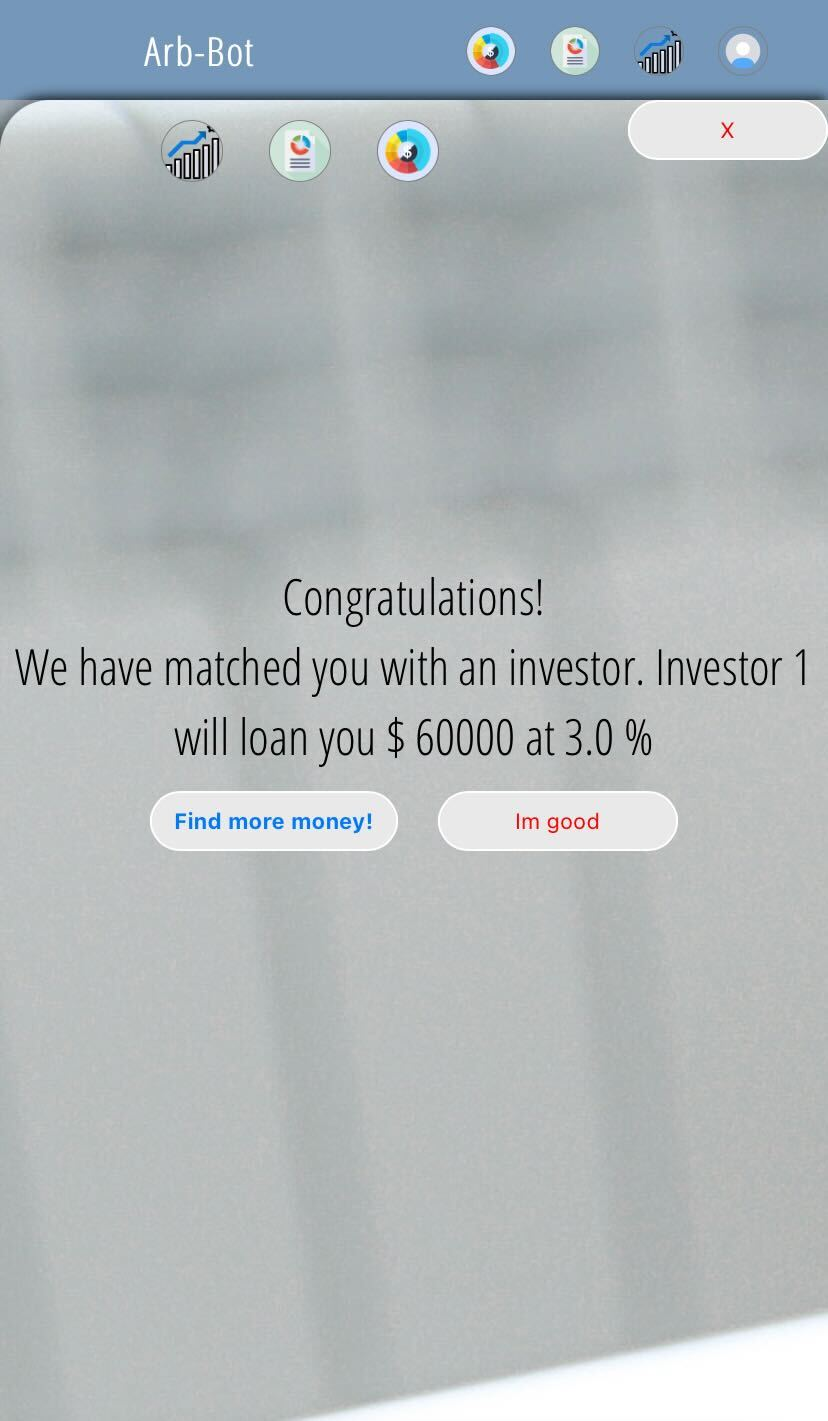 Arb-Bot
X
Congratulations!
We have matched you with an investor. Investor 1
will loan you $ 60000 at 3.0 %
Find more money!
Im good